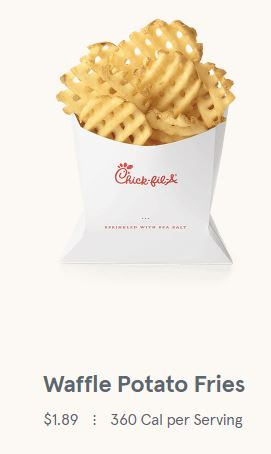 Chick-fil-A
SPRINKLED WITH SEA SALT
Waffle Potato Fries
$1.89 ⋮ 360 Cal per Serving